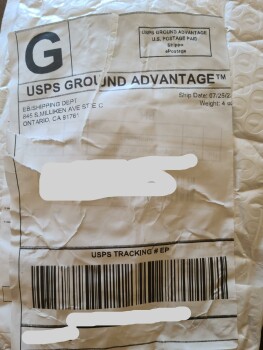 G
USPS GROUND ADVANTAGE
U.S. POSTAGE PAID
ePostage
USPS GROUND ADVANTAGE™
EB/SHIPPING DEPT
Ship Date: 07/25/2
Weight: 4
845 S MILLIKEN AVE STE C
ONTARIO, CA 91761
USPS TRACKING # EP